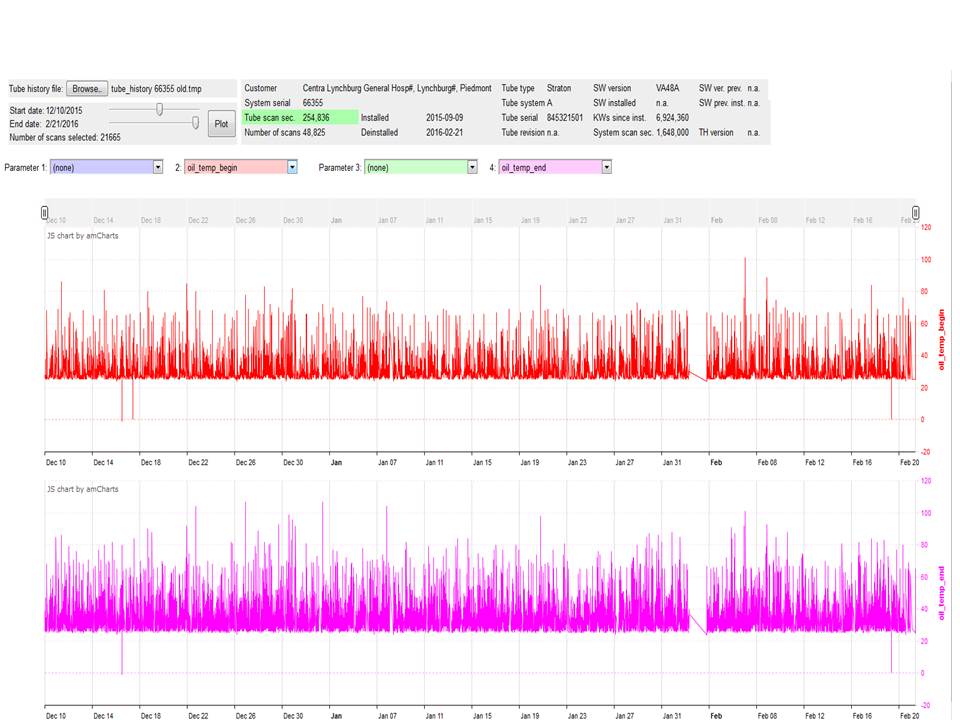 Tube history file: Browse.. tube_history 66355 old.tmp
Start date: 12/10/2015
End date: 2/21/2016
Number of scans selected: 21665
Plot
Customer Centra Lynchburg General Hosp#, Lynchburg#, Piedmont
System serial 66355
Tube scan sec. 254,836 Installed 2015-09-09
Number of scans 48,825 Deinstalled 2016-02-21
Tube type Straton SW version VA48A SW ver. prev. n.a.
Tube system A SW installed n.a. SW prev. inst. n.a.
Tube serial 845321501 KWs since inst. 6,924,360
Tube revision n.a. System scan sec. 1,648,000 TH version n.a.
Parameter 1: (none) 2: oil_temp_begin Parameter 3: (none) 4: oil_temp_end
Dec 10 Dec 14 Dec 18 Dec 22 Dec 26 Dec 30 Jan Jan 07 Jan 11 Jan 15 Jan 19 Jan 23 Jan 27 Jan 31 Feb Feb 08 Feb 12 Feb 16 Feb
JS chart by amCharts
120
100
80
60
40
20
0
-20
oil_temp_begin
Dec 10 Dec 14 Dec 18 Dec 22 Dec 26 Dec 30 Jan Jan 07 Jan 11 Jan 15 Jan 19 Jan 23 Jan 27 Jan 31 Feb Feb 08 Feb 12 Feb 16 Feb 20
JS chart by amCharts
120
100
80
60
40
20
0
-20
oil_temp_end
Dec 10 Dec 14 Dec 18 Dec 22 Dec 26 Dec 30 Jan Jan 07 Jan 11 Jan 15 Jan 19 Jan 23 Jan 27 Jan 31 Feb Feb 08 Feb 12 Feb 16 Feb 20